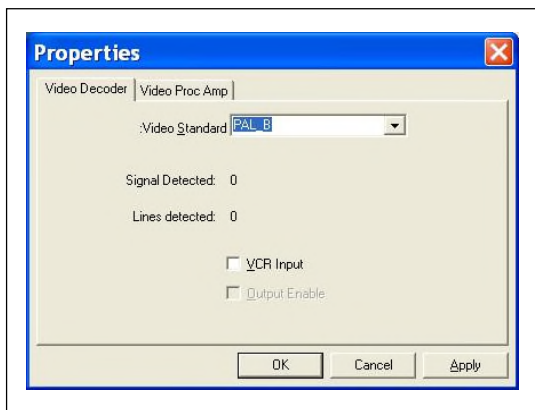 Properties
Video Decoder Video Proc Amp
:Video Standard PAL_B
Signal Detected: 0
Lines detected: 0
VCR Input
Output Enable
OK Cancel Apply